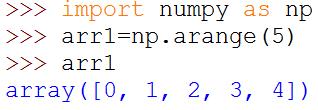 >>> import numpy as np
>>> arr1=np.arange(5)
>>> arr1
array([0, 1, 2, 3, 4])